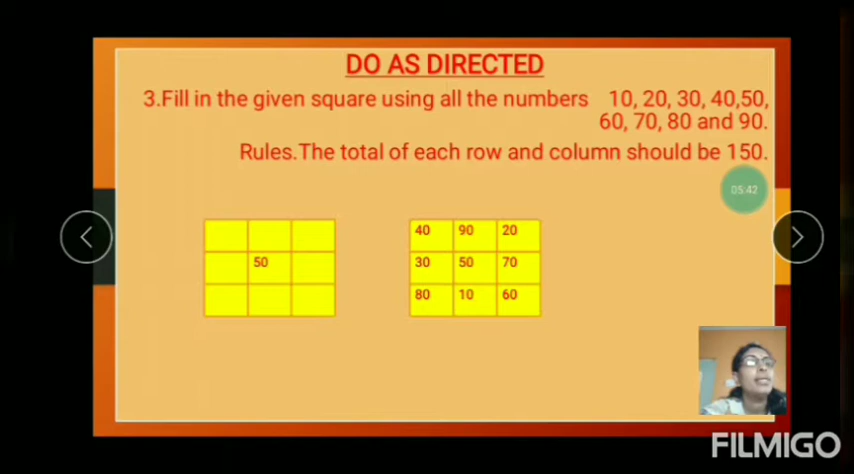 DO AS DIRECTED
3.Fill in the given square using all the numbers 10, 20, 30, 40,50,
60, 70, 80 and 90.
Rules.The total of each row and column should be 150.
05:42
50
40 90 20
30 50 70
80 10 60
FILMIGO